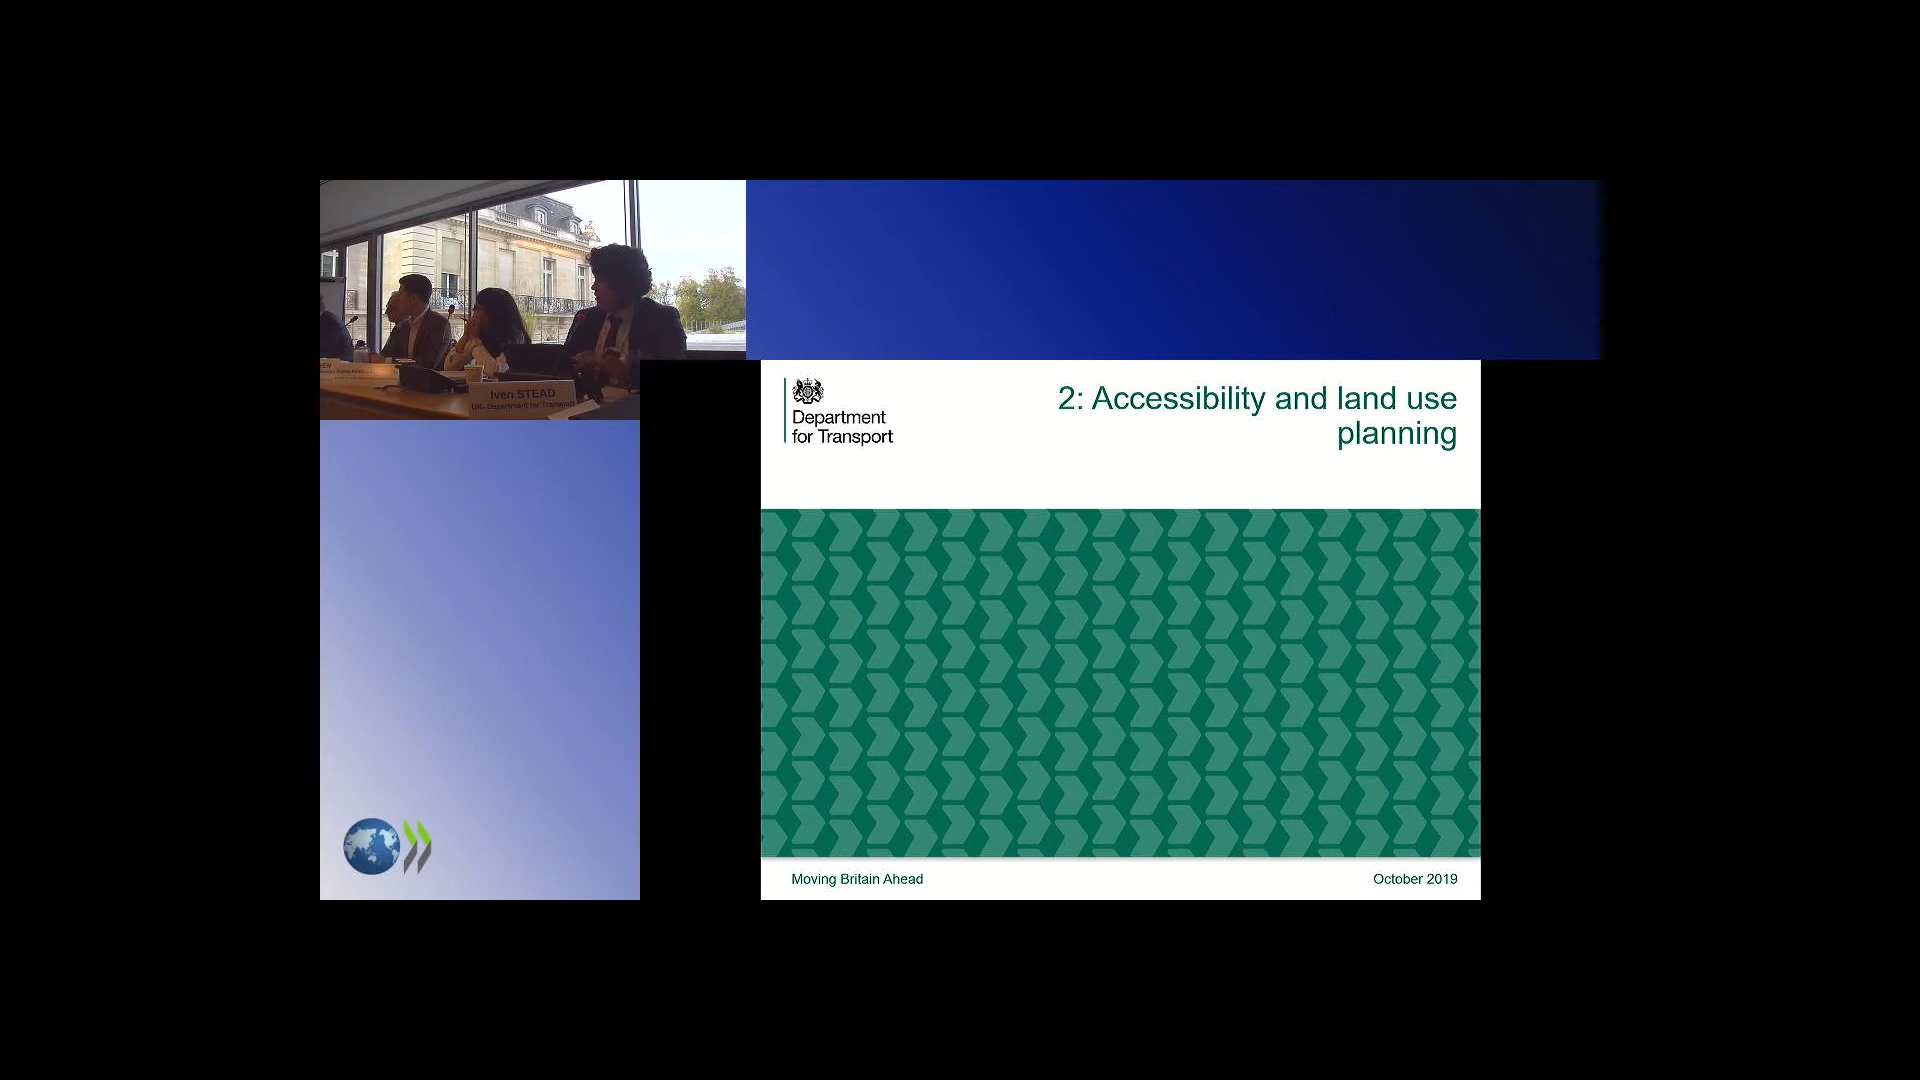 Iven STEAD
UK- Department for Transport
Department
for Transport
2: Accessibility and land use
planning
Moving Britain Ahead
October 2019